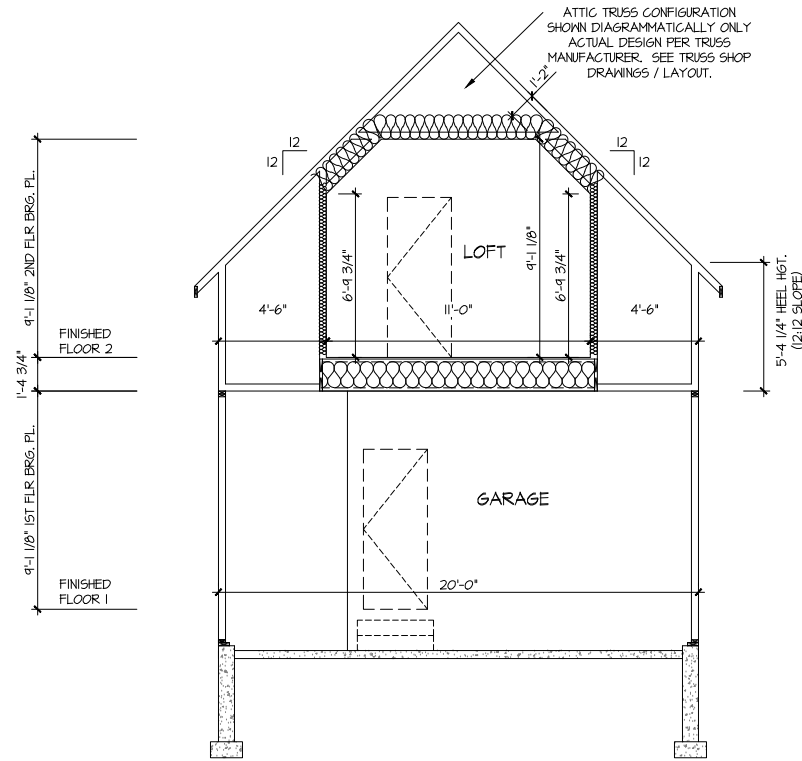 ATTIC TRUSS CONFIGURATION
SHOWN DIAGRAMMATICALLY ONLY
ACTUAL DESIGN PER TRUSS
MANUFACTURER. SEE TRUSS SHOP
DRAWINGS / LAYOUT.
1'-2"
12
12
12
12
9'-1 1/8" 2ND FLR BRG. PL.
LOFT
6'-9 3/4"
9'-1 1/8"
6'-9 3/4"
4'-6"
11'-0"
4'-6"
5'-4 1/4" HEEL HGT.
(12:12 SLOPE)
FINISHED
FLOOR 2
1'-4 3/4"
9'-1 1/8" 1ST FLR BRG. PL.
GARAGE
FINISHED
FLOOR 1
20'-0"